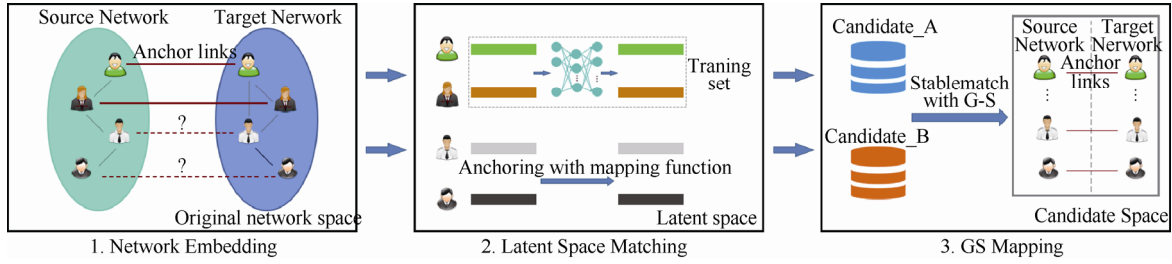 Source Network
Target Nerwork
Anchor links
?
?
Original network space
1. Network Embedding
Traning
set
Anchoring with mapping function
Latent space
2. Latent Space Matching
Candidate_A
Candidate_B
Stablematch
with G-S
Source
Network
Target
Network
Anchor
links
⋮
⋮
Candidate Space
3. GS Mapping